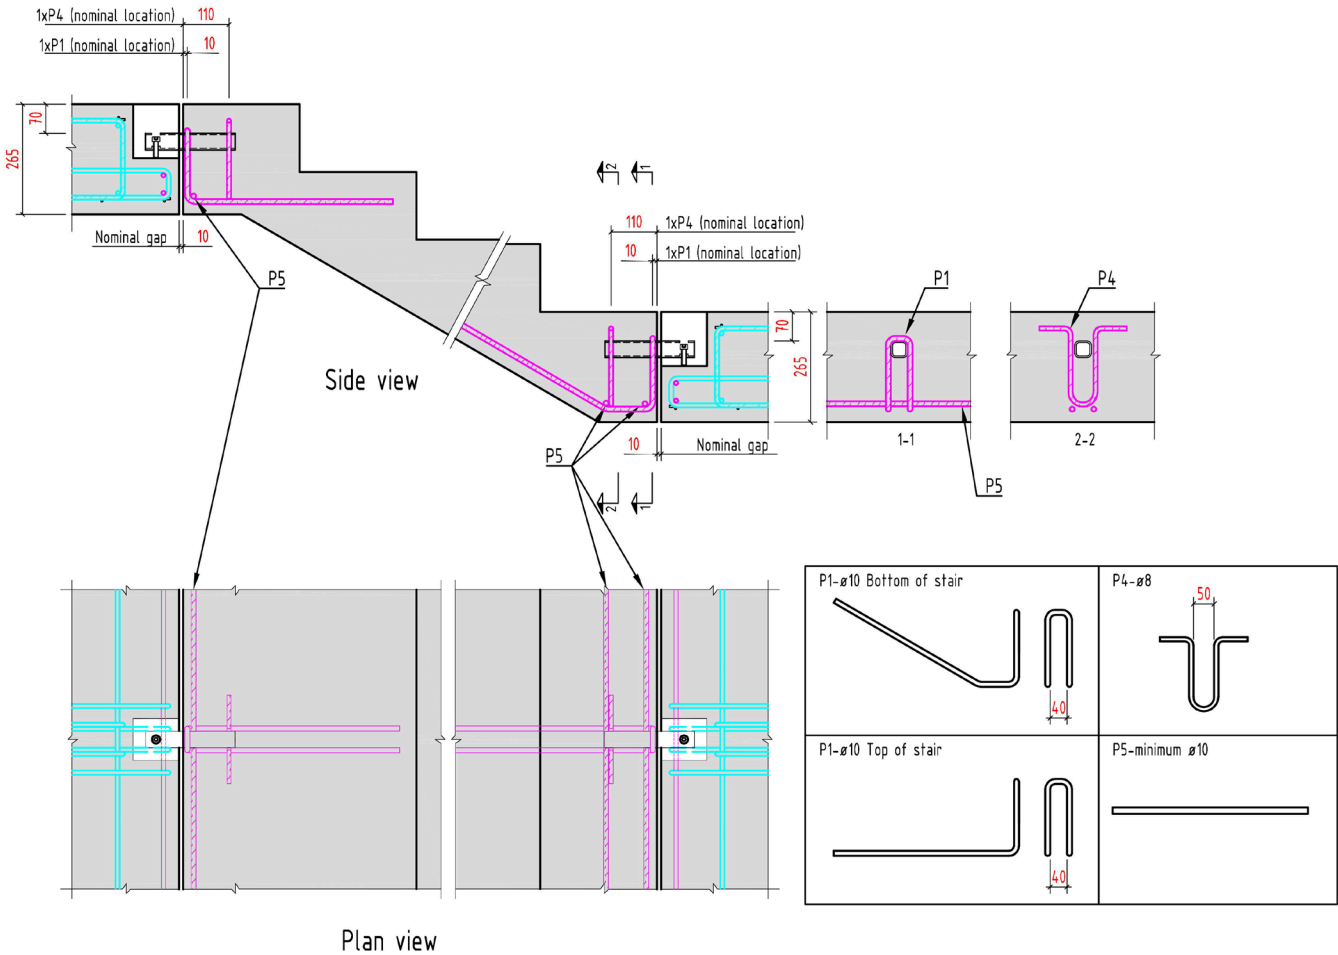 1xP4 (nominal location)
110
1xP1 (nominal location)
10
70
265
Nominal gap
10
P5
2
1
110
1xP4 (nominal location)
10
1xP1 (nominal location)
P1
P4
70
265
Side view
1-1
2-2
P5
10
Nominal gap
P5
2
1
P1-ø10 Bottom of stair
40
P4-ø8
50
P1-ø10 Top of stair
40
P5-minimum ø10
Plan view